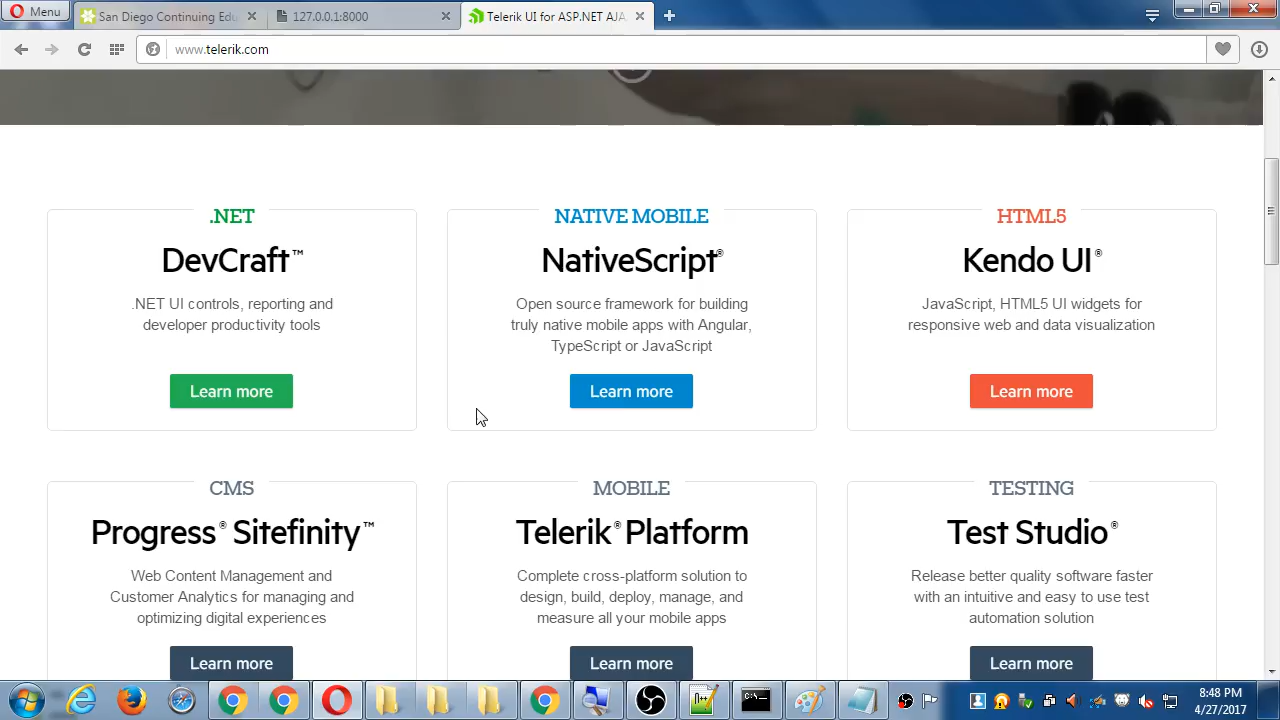 Menu
San Diego Continuing Edu
127.0.0.1:8000
Telerik UI for ASP.NET AJA
www.telerik.com
.NET
DevCraft™
.NET UI controls, reporting and
developer productivity tools
Learn more
NATIVE MOBILE
NativeScript®
Open source framework for building
truly native mobile apps with Angular,
TypeScript or JavaScript
Learn more
HTML5
Kendo UI®
JavaScript, HTML5 UI widgets for
responsive web and data visualization
Learn more
CMS
Progress® Sitefinity™
Web Content Management and
Customer Analytics for managing and
optimizing digital experiences
Learn more
MOBILE
Telerik® Platform
Complete cross-platform solution to
design, build, deploy, manage, and
measure all your mobile apps
Learn more
TESTING
Test Studio®
Release better quality software faster
with an intuitive and easy to use test
automation solution
Learn more
8:48 PM
4/27/2017